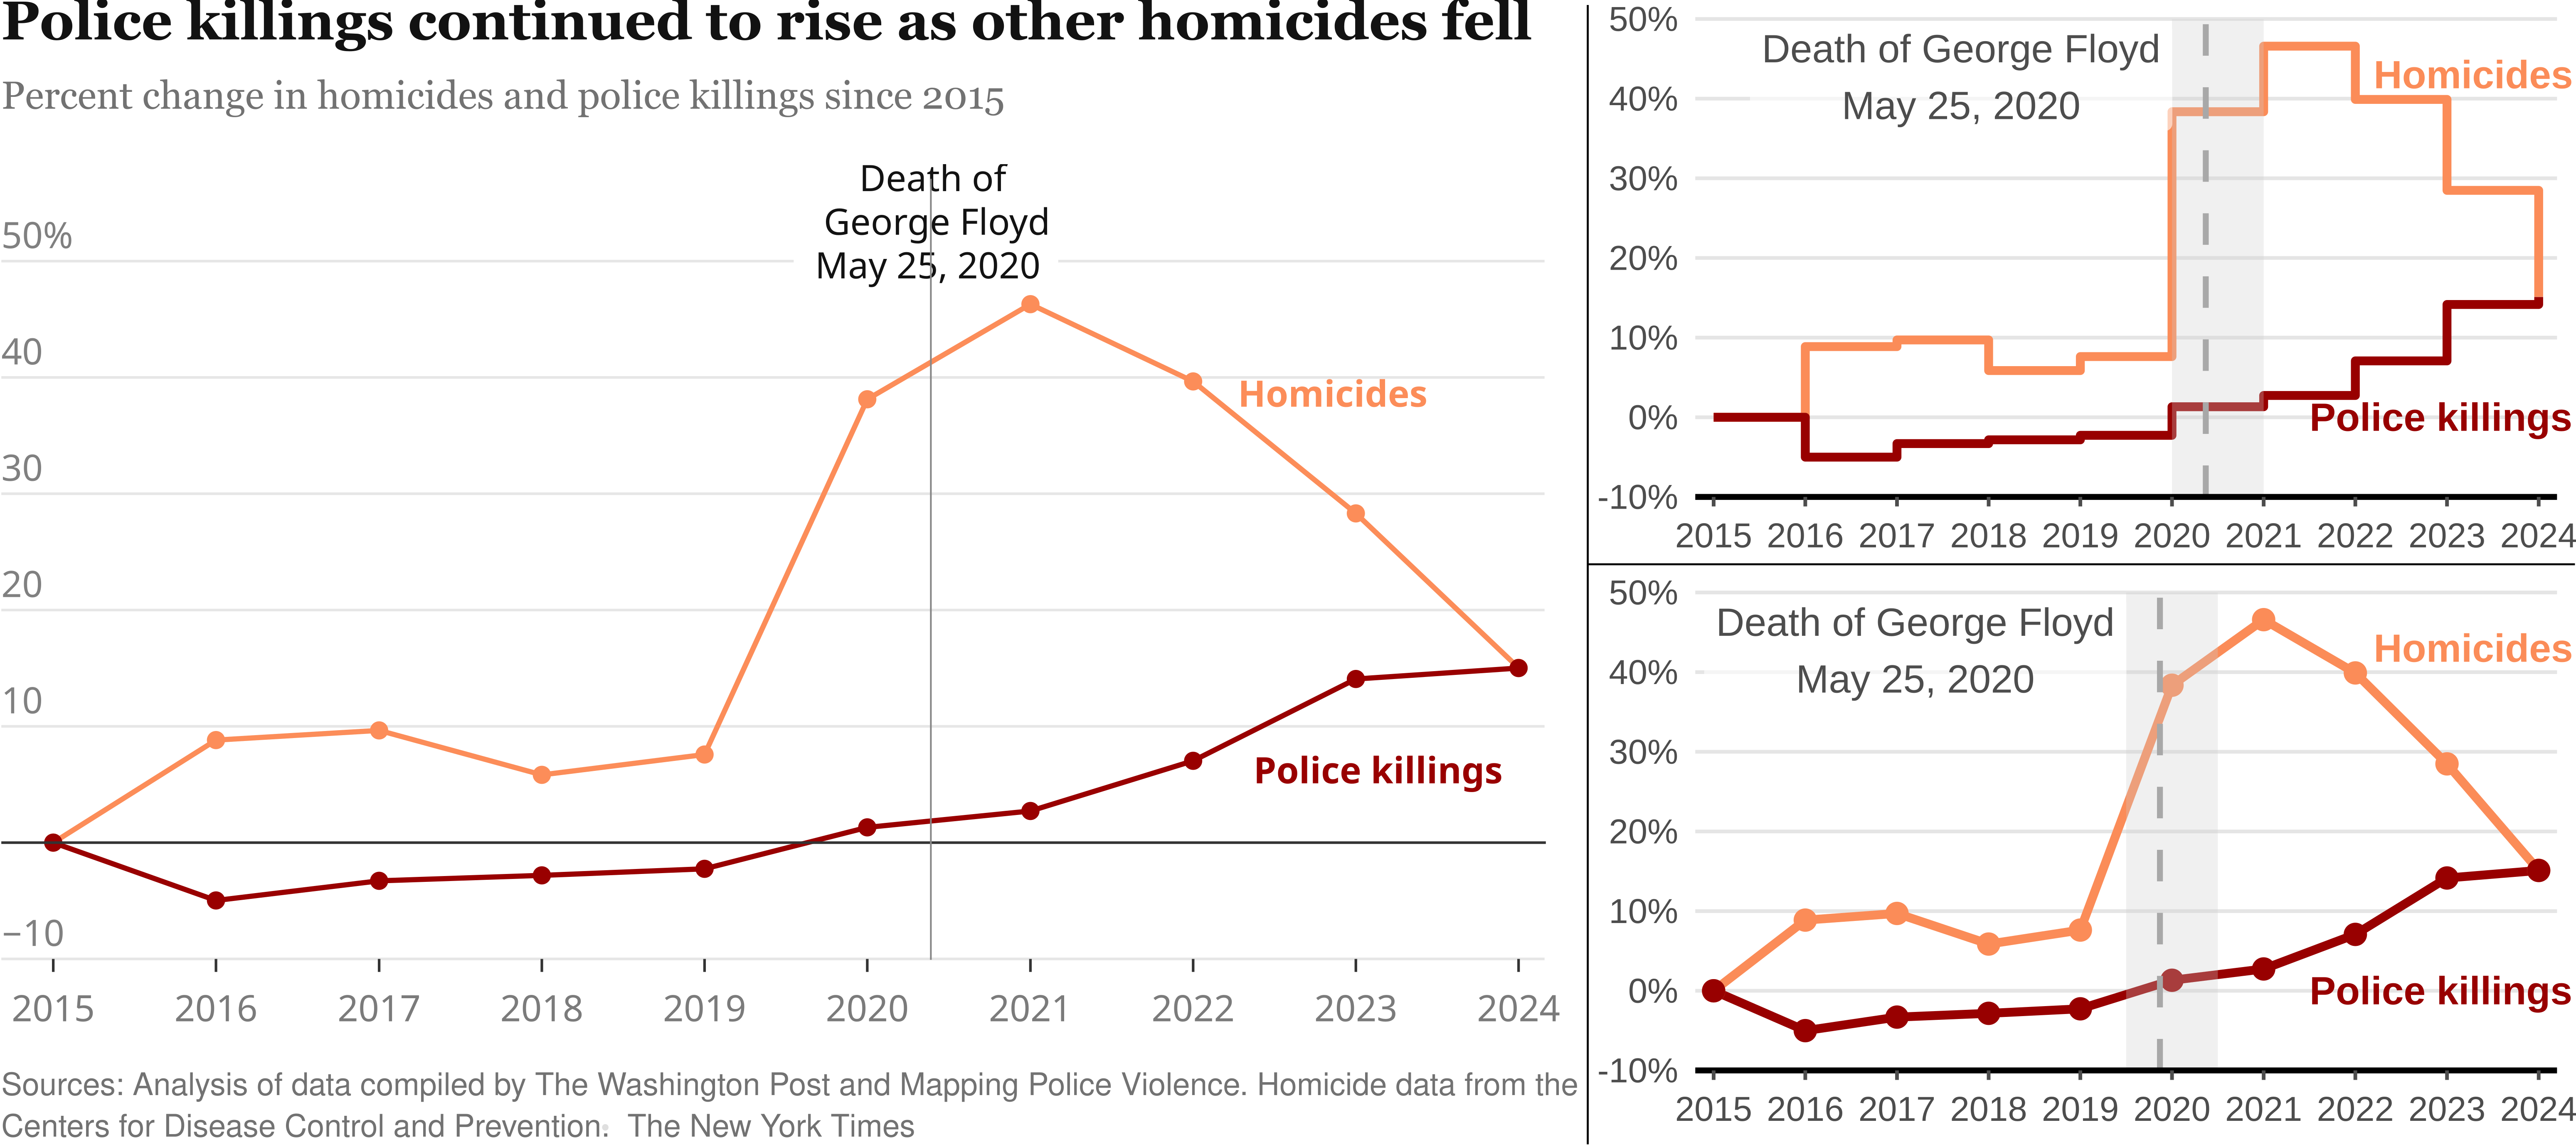 Police killings continued to rise as other homicides fell
Percent change in homicides and police killings since 2015
Death of
George Floyd
May 25, 2020
50%
40
30
20
10
−10
Homicides
Police killings
2015 2016 2017 2018 2019 2020 2021 2022 2023 2024
Sources: Analysis of data compiled by The Washington Post and Mapping Police Violence. Homicide data from the
Centers for Disease Control and Prevention. The New York Times
50%
40%
30%
20%
10%
0%
-10%
Death of George Floyd
May 25, 2020
Homicides
Police killings
2015 2016 2017 2018 2019 2020 2021 2022 2023 2024
50%
40%
30%
20%
10%
0%
-10%
Death of George Floyd
May 25, 2020
Homicides
Police killings
2015 2016 2017 2018 2019 2020 2021 2022 2023 2024